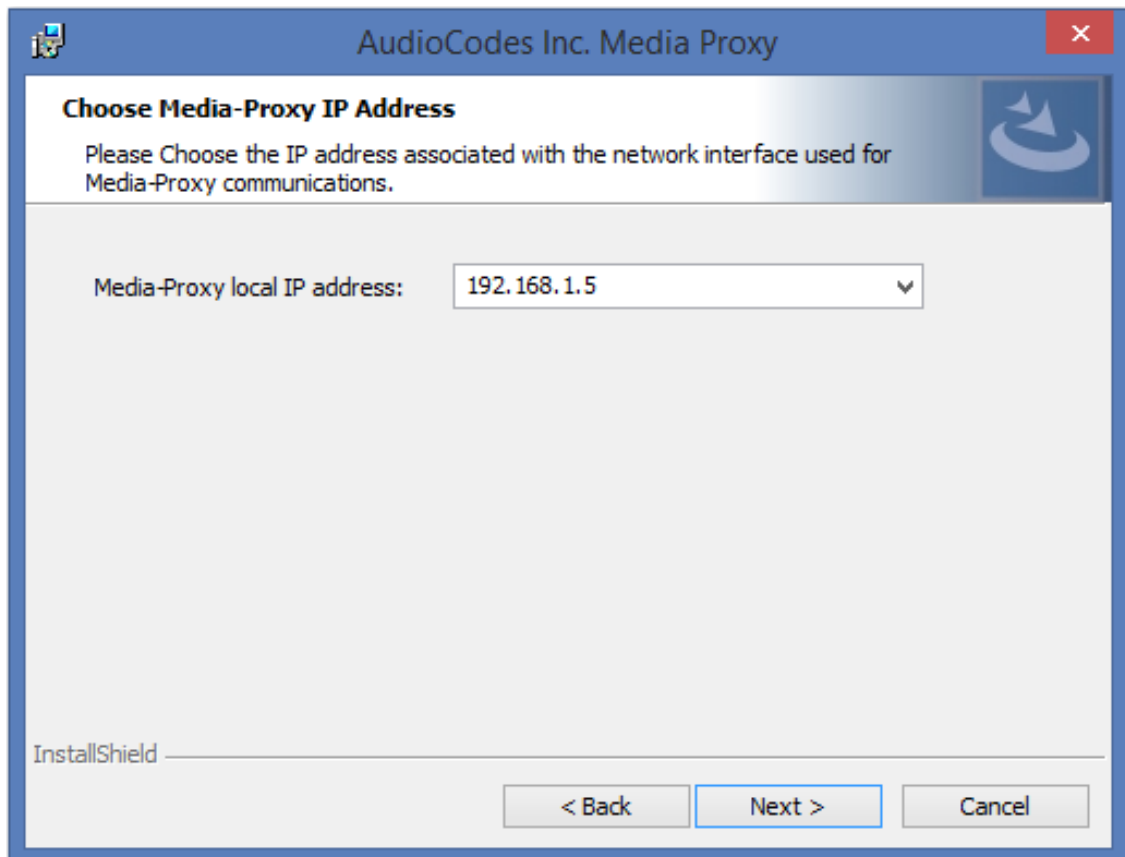 AudioCodes Inc. Media Proxy
Choose Media-Proxy IP Address
Please Choose the IP address associated with the network interface used for
Media-Proxy communications.
Media-Proxy local IP address: 192.168.1.5
InstallShield
< Back Next > Cancel